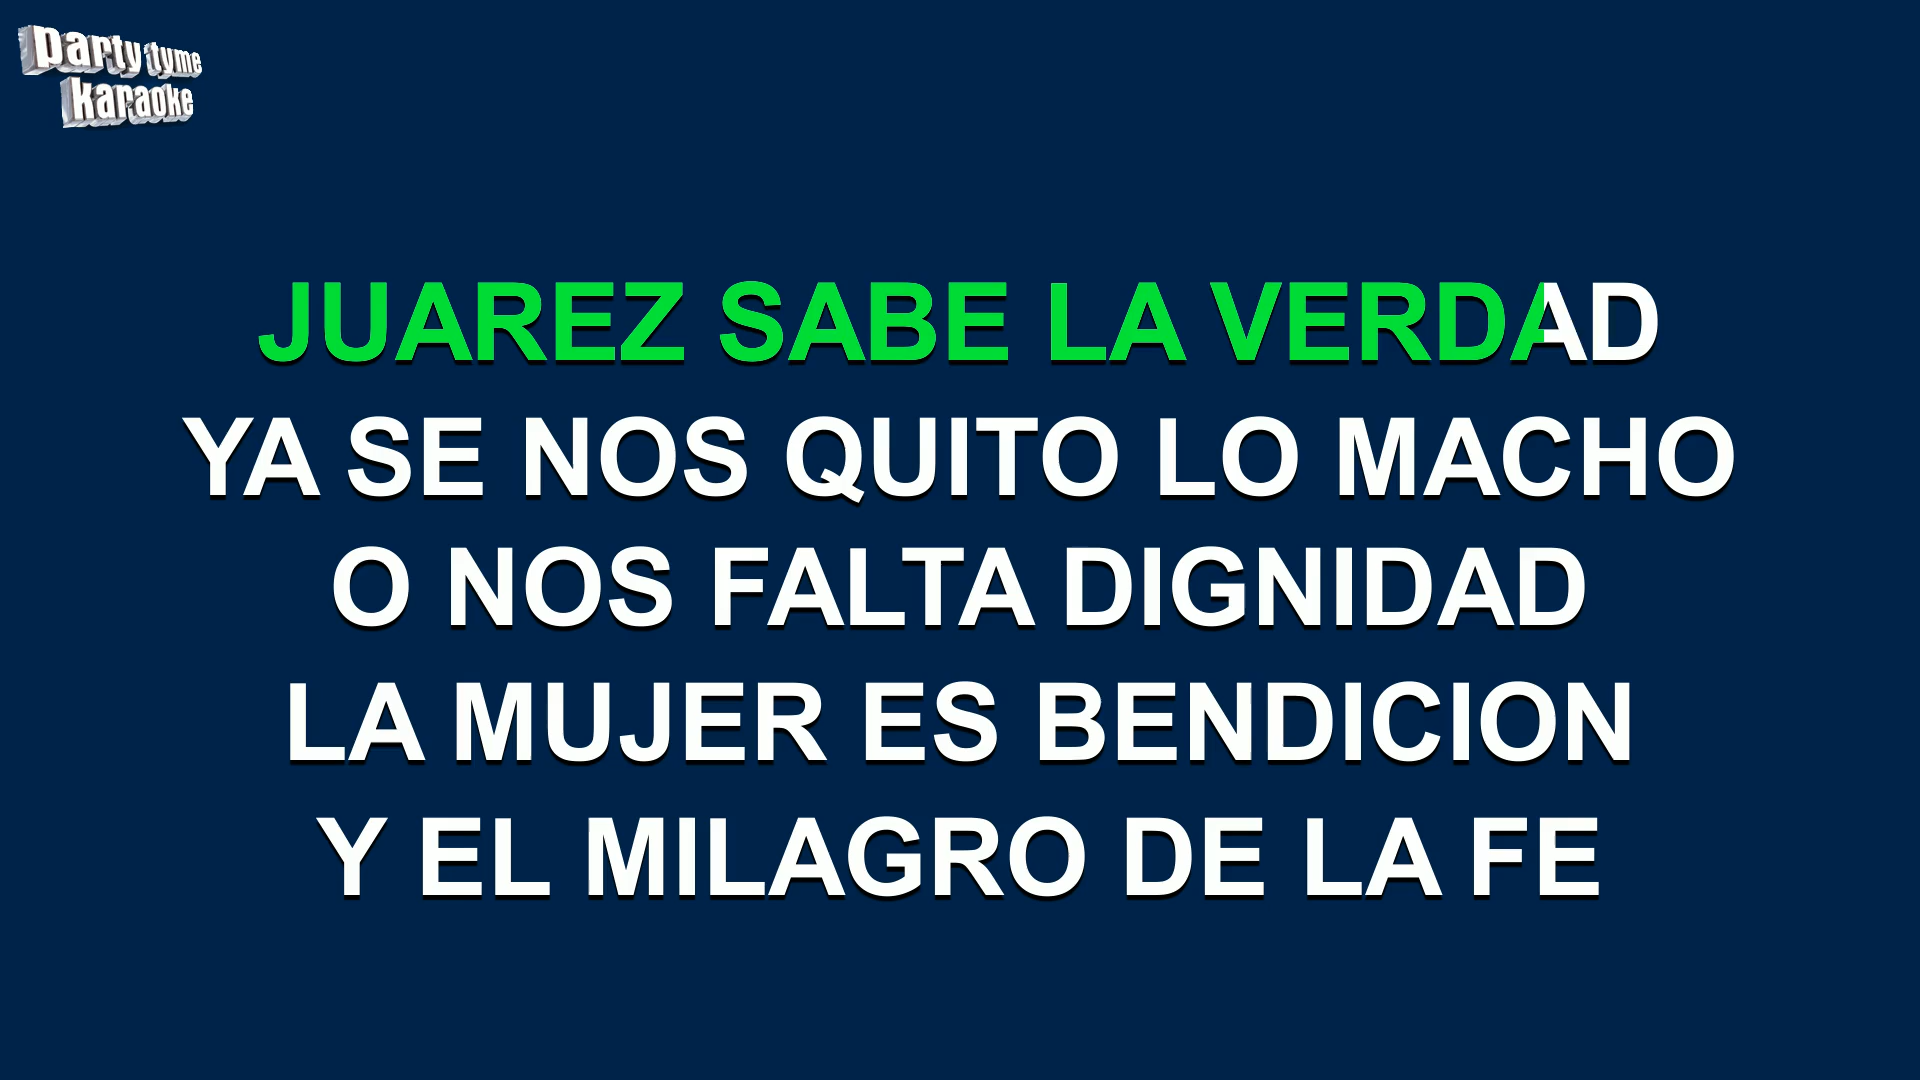 party tyme
karaoke
JUAREZ SABE LA VERDAD
YA SE NOS QUITO LO MACHO
O NOS FALTA DIGNIDAD
LA MUJER ES BENDICION
Y EL MILAGRO DE LA FE